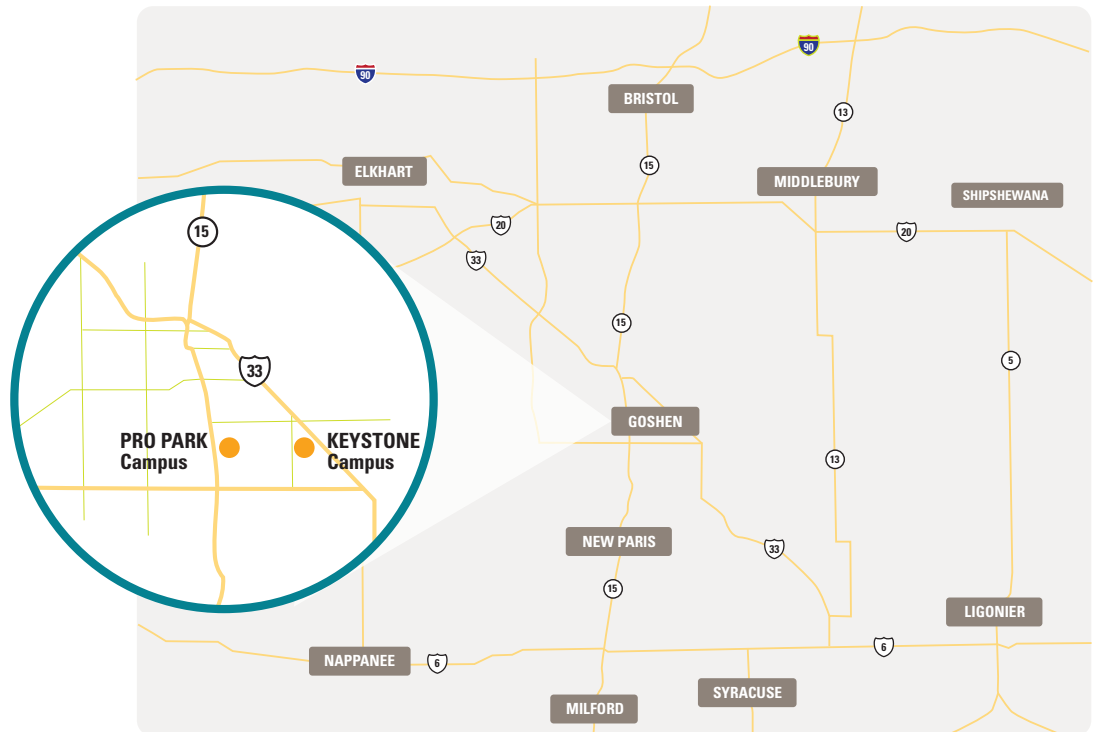 90
90
BRISTOL
13
15
ELKHART
MIDDLEBURY
SHIPSHEWANA
20
15
20
33
15
5
33
GOSHEN
PRO PARK
Campus
KEYSTONE
Campus
13
NEW PARIS
33
15
LIGONIER
6
NAPPANEE
6
SYRACUSE
MILFORD